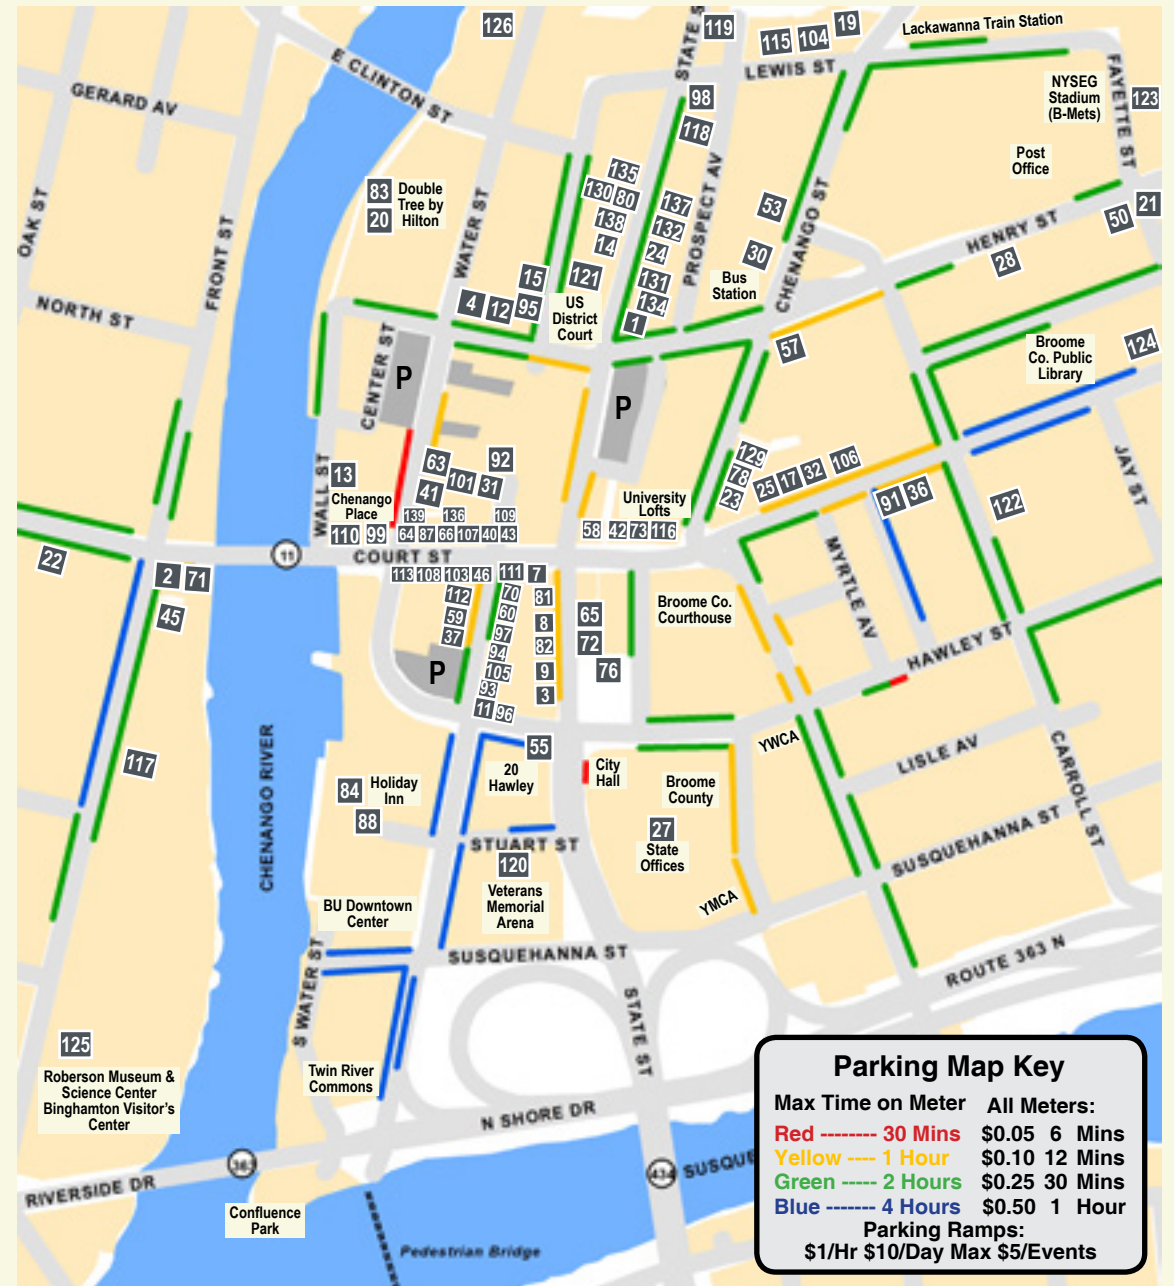 126
119
115 104 19
Lackawanna Train Station
STATE S
E CLINTON ST
LEWIS ST
GERARD AV
98
NYSEG
Stadium
(B-Mets)
123
FAYETTE ST
118
Post
Office
135
83 Double
Tree by
20 Hilton
130 80
137
53
21
50
138
132
OAK ST
FRONT ST
WATER ST
PROSPECT AV
CHENANGO ST
HENRY ST
14
24
30
28
15
121
131
Bus
Station
4 12 95
US
District
Court
134
1
NORTH ST
57
Broome
Co. Public
Library
124
CENTER ST
P
P
63
92
129
101 31
78
25 17 32 106
13
41
23
91 36
122
JAY ST
WALL ST
Chenango
Place
University
Lofts
139 136 109
110 99 64 87 66 107 40 43
58 42 73 116
11
COURT ST
22
2 71
45
113 108 103 46 111 7
112
70
81
59
60
8
65
37
97
82
72
94
P
105
9
76
93
3
11 96
Broome Co.
Courthouse
MYRTLE AV
HAWLEY ST
117
CHENANGO RIVER
55
20
Hawley
City
Hall
YWCA
LISLE AV
CARROLL ST
84 Holiday
Inn
88
Broome
County
27
State
Offices
STUART ST
120
SUSQUEHANNA ST
Veterans
Memorial
Arena
YMCA
BU Downtown
Center
S WATER ST
SUSQUEHANNA ST
ROUTE 363 N
STATE ST
125
Roberson Museum &
Science Center
Binghamton Visitor's
Center
Twin River
Commons
N SHORE DR
363
434
SUSQUE
RIVERSIDE DR
Confluence
Park
Pedestrian Bridge
Parking Map Key
Max Time on Meter All Meters:
Red -------- 30 Mins $0.05 6 Mins
Yellow ---- 1 Hour $0.10 12 Mins
Green ----- 2 Hours $0.25 30 Mins
Blue ------- 4 Hours $0.50 1 Hour
Parking Ramps:
$1/Hr $10/Day Max $5/Events